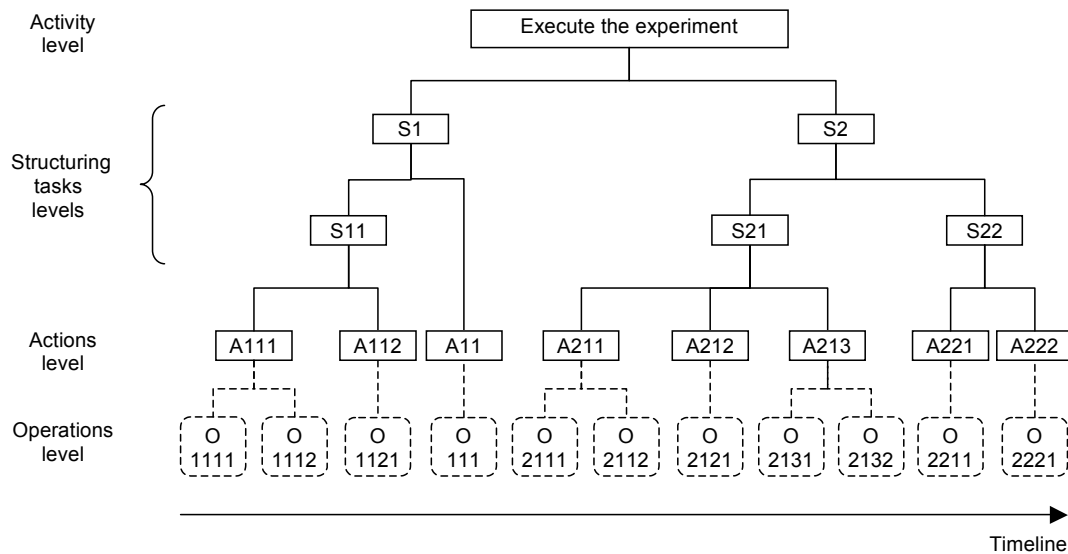 Activity
level
Execute the experiment
S1
S2
Structuring
tasks
levels
S11
S21
S22
Actions
level
A111
A112
A11
A211
A212
A213
A221
A222
Operations
level
O
1111
O
1112
O
1121
O
111
O
2111
O
2112
O
2121
O
2131
O
2132
O
2211
O
2221
Timeline